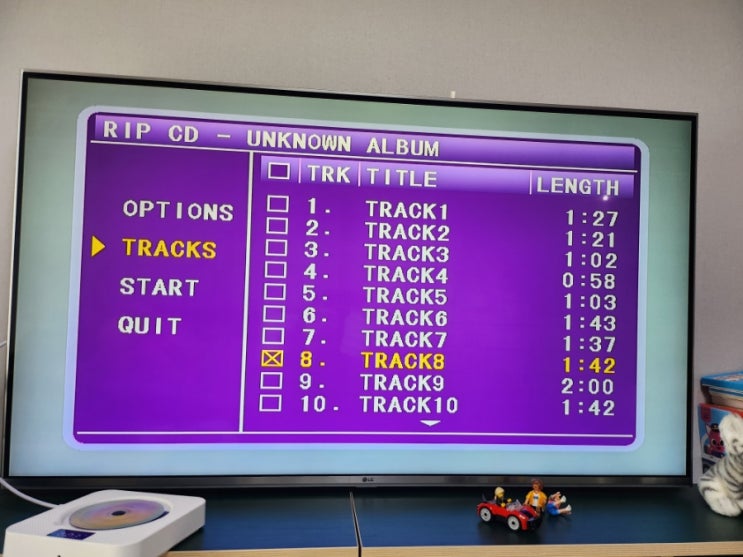 RIP CD - UNKNOWN ALBUM
TRK TITLE LENGTH
OPTIONS
TRACKS
START
QUIT
1. TRACK1 1:27
2. TRACK2 1:21
3. TRACK3 1:02
4. TRACK4 0:58
5. TRACK5 1:03
6. TRACK6 1:43
7. TRACK7 1:37
8. TRACK8 1:42
9. TRACK9 2:00
10. TRACK10 1:42
LG